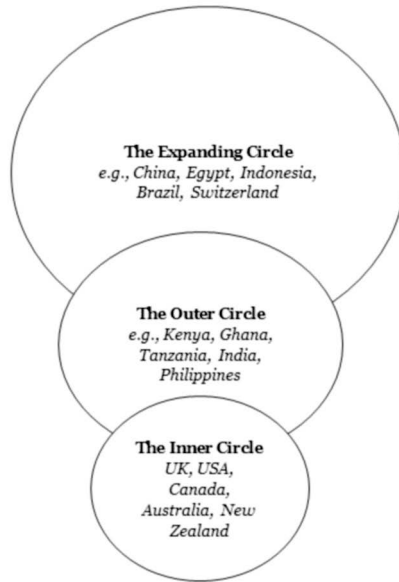 The Expanding Circle
e.g., China, Egypt, Indonesia,
Brazil, Switzerland
The Outer Circle
e.g., Kenya, Ghana,
Tanzania, India,
Philippines
The Inner Circle
UK, USA,
Canada,
Australia, New
Zealand